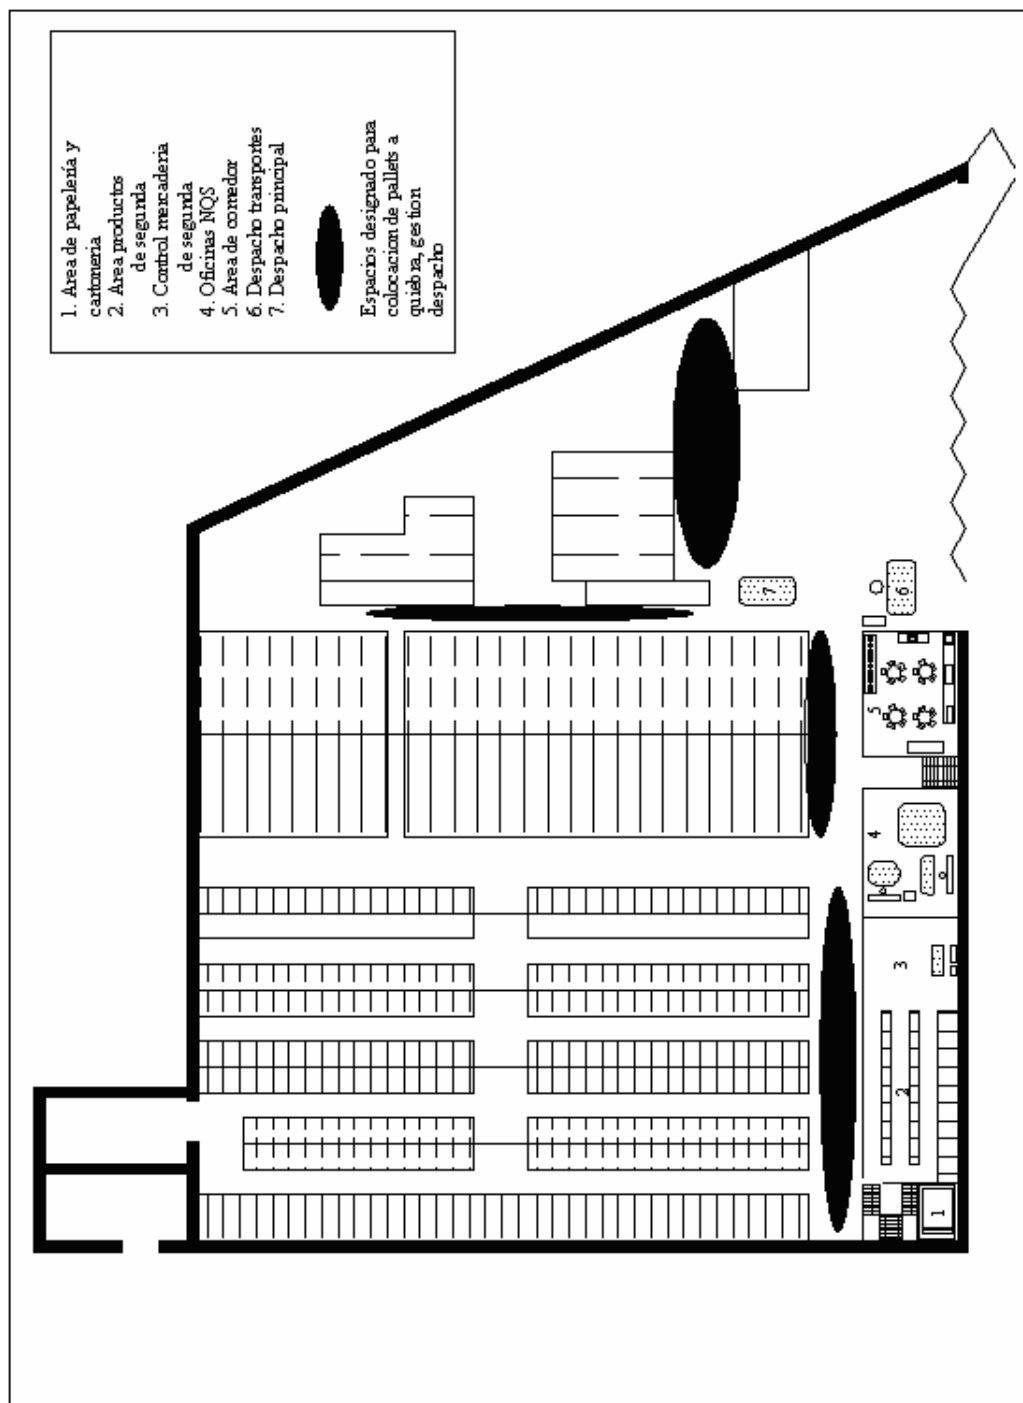 1. Area de papelería y
cartoneria
2. Area productos
de segunda
3. Control mercaderia
de segunda
4. Oficinas NQS
5. Area de comedor
6. Despacho transportes
7. Despacho principal
Espacios designado para
colocacion de pallets a
quiebra, gestion
despacho
7
6
5
4
3
2
1